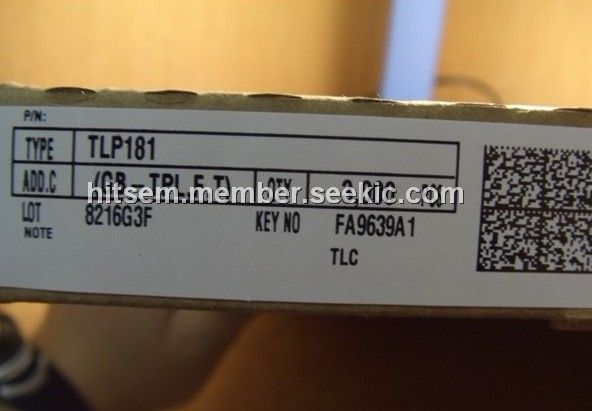 P/N:
TYPE TLP181
ADD.C (GB-TPL,F,T) QTY
hitsem.member.seekic.com
LOT 8216G3F KEY NO FA9639A1
NOTE TLC